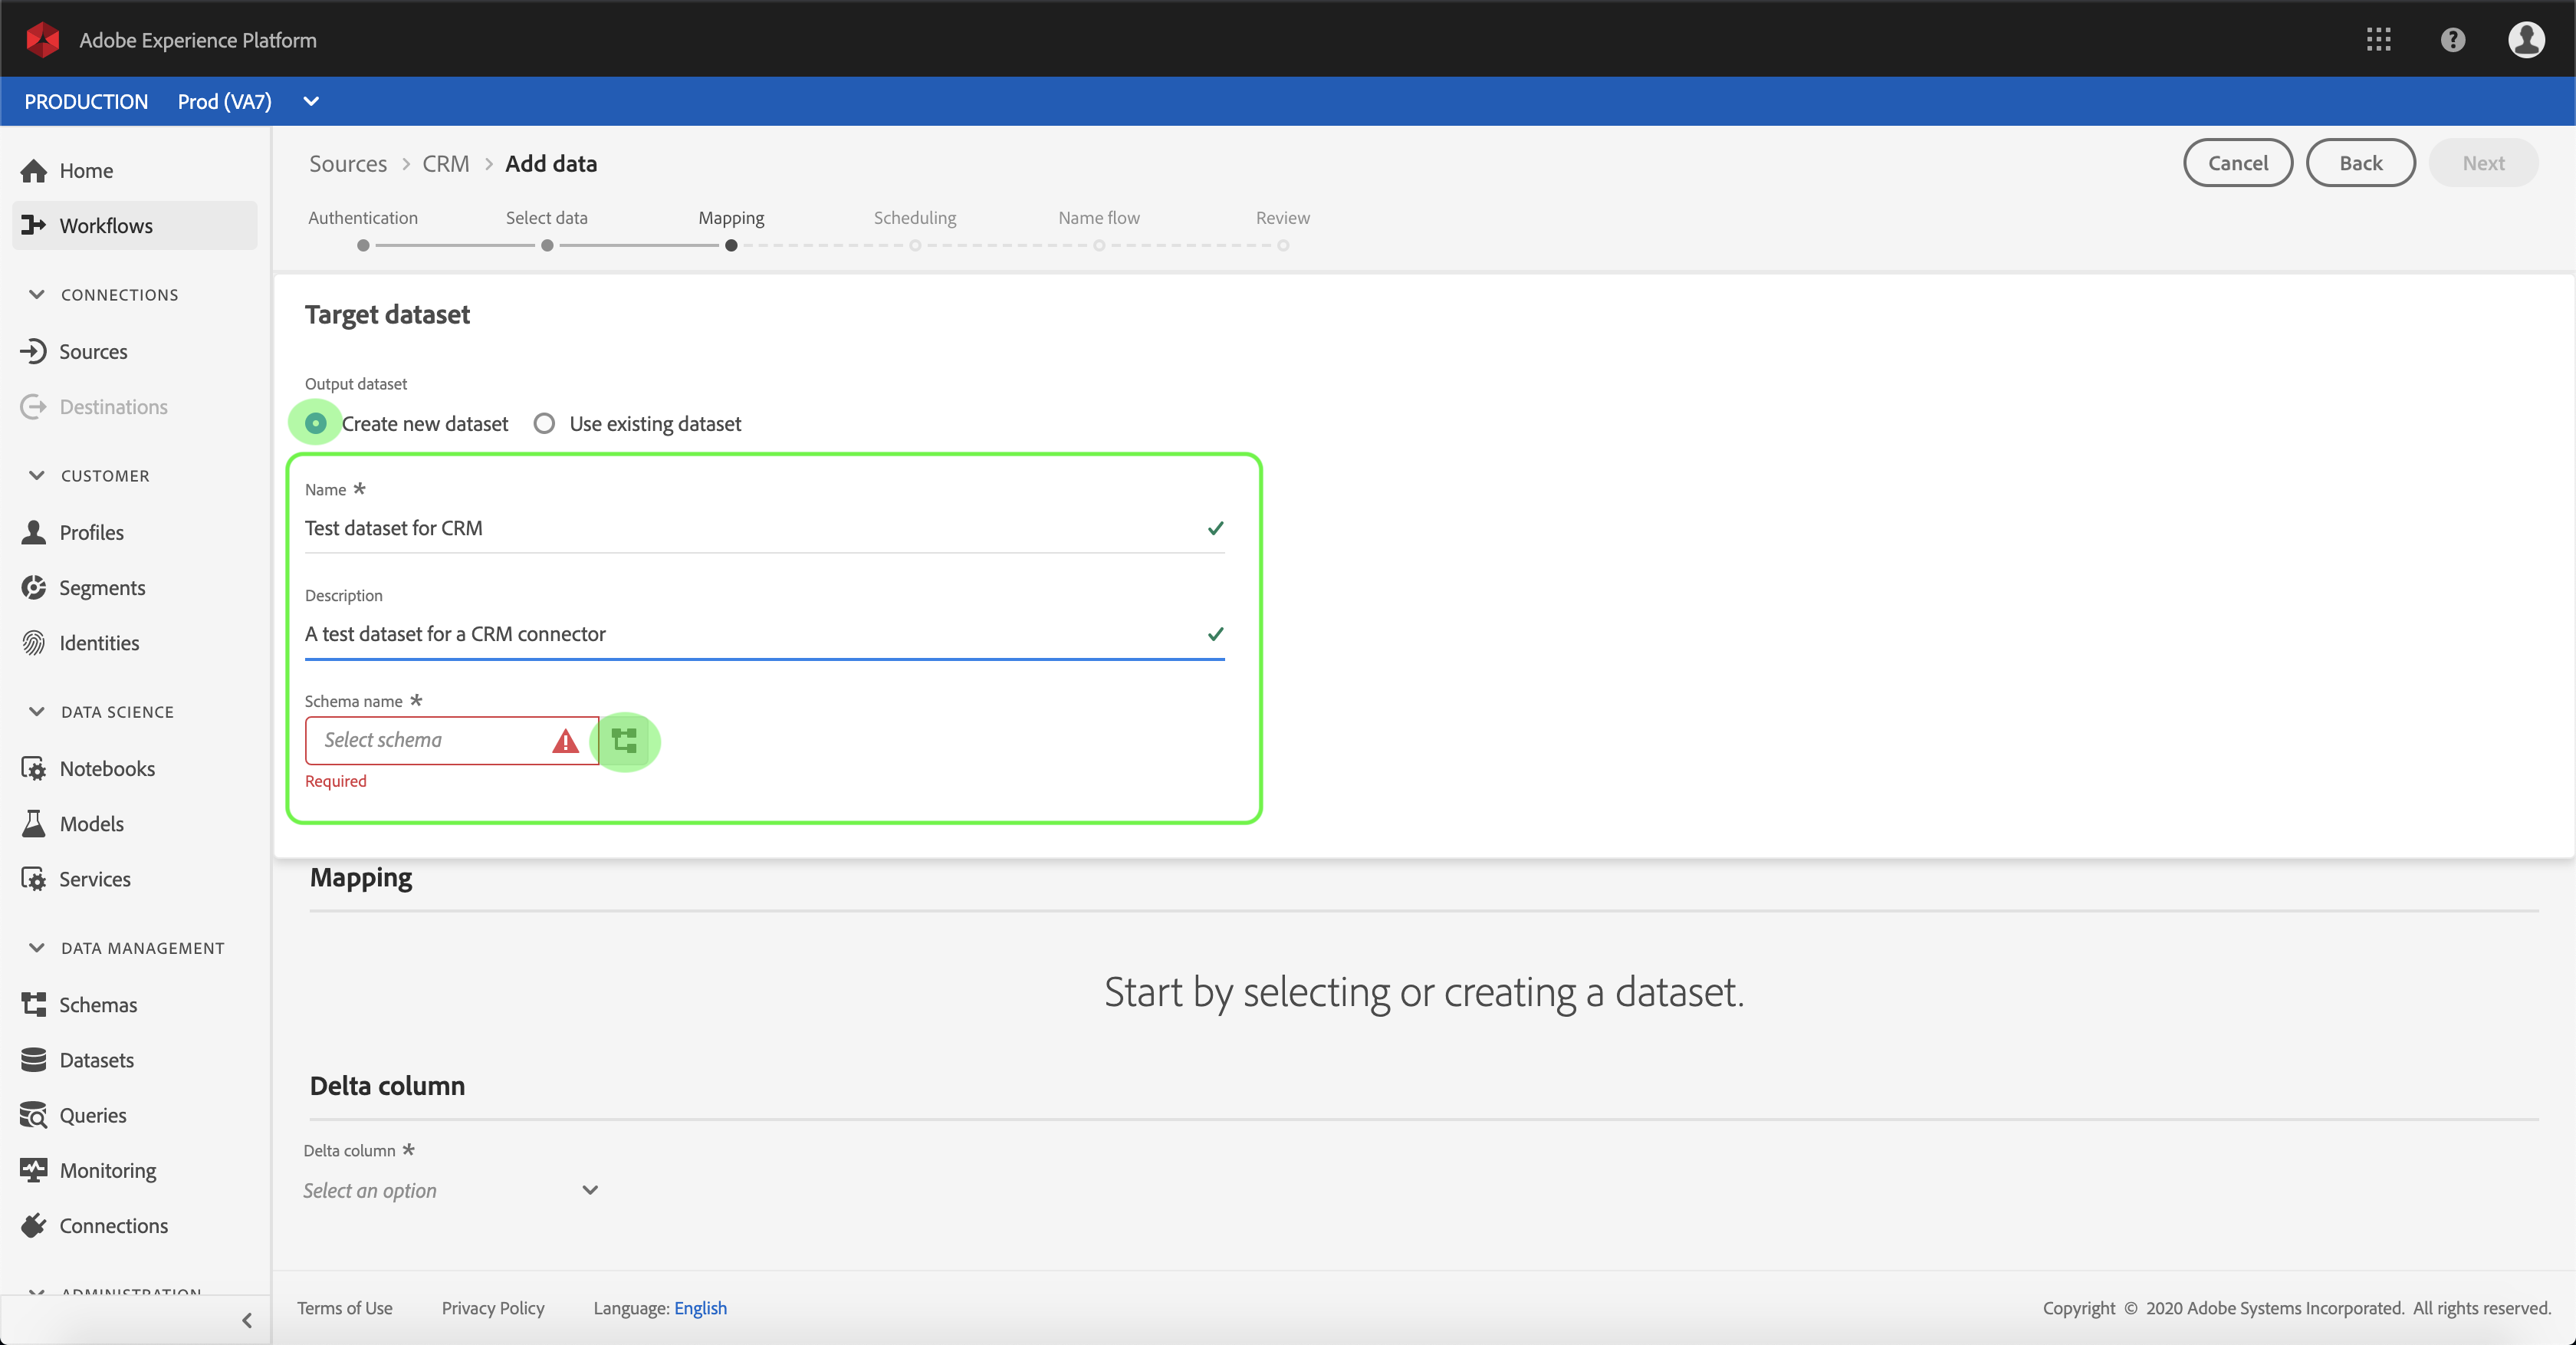 Adobe Experience Platform
PRODUCTION Prod (VA7)
Home
Workflows
CONNECTIONS
Sources
Destinations
CUSTOMER
Profiles
Segments
Identities
DATA SCIENCE
Notebooks
Models
Services
DATA MANAGEMENT
Schemas
Datasets
Queries
Monitoring
Connections
ADMINISTRATION
Sources > CRM > Add data
Cancel Back Next
Authentication Select data Mapping Scheduling Name flow Review
Target dataset
Output dataset
Create new dataset Use existing dataset
Name *
Test dataset for CRM
Description
A test dataset for a CRM connector
Schema name *
Select schema
Required
Mapping
Start by selecting or creating a dataset.
Delta column
Delta column *
Select an option
Terms of Use Privacy Policy Language: English
Copyright © 2020 Adobe Systems Incorporated. All rights reserved.